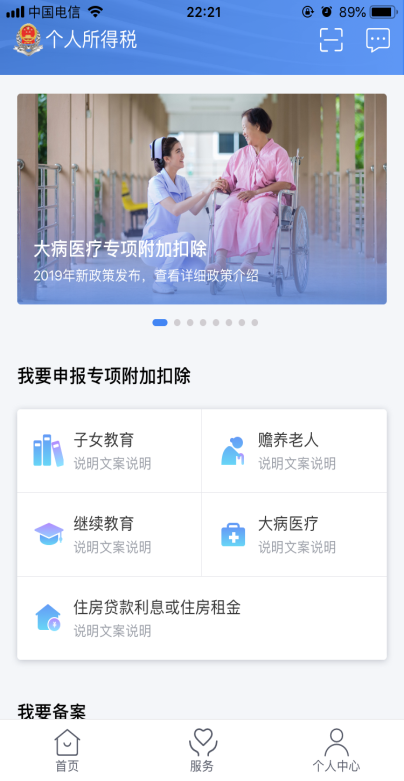 中国电信
22:21
89%
个人所得税
大病医疗专项附加扣除
2019年新政策发布，查看详细政策介绍
我要申报专项附加扣除
子女教育
说明文案说明
赡养老人
说明文案说明
继续教育
说明文案说明
大病医疗
说明文案说明
住房贷款利息或住房租金
说明文案说明
我要备案
首页
服务
个人中心